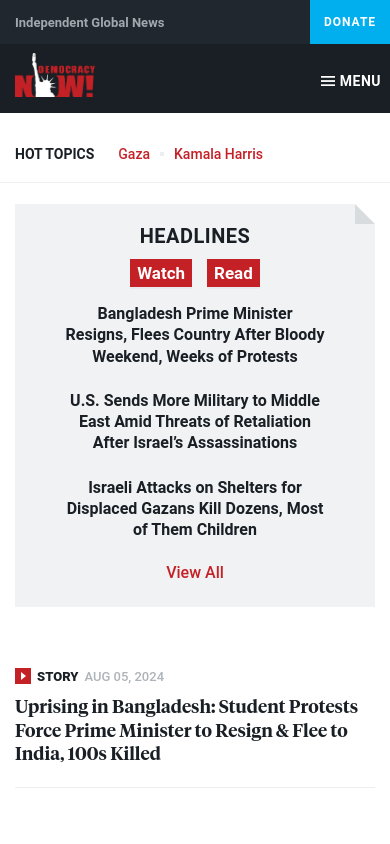 Independent Global News
DONATE
DEMOCRACY
NOW!
MENU
HOT TOPICS
Gaza
Kamala Harris
HEADLINES
Watch
Read
Bangladesh Prime Minister
Resigns, Flees Country After Bloody
Weekend, Weeks of Protests
U.S. Sends More Military to Middle
East Amid Threats of Retaliation
After Israel’s Assassinations
Israeli Attacks on Shelters for
Displaced Gazans Kill Dozens, Most
of Them Children
View All
STORY AUG 05, 2024
Uprising in Bangladesh: Student Protests
Force Prime Minister to Resign & Flee to
India, 100s Killed